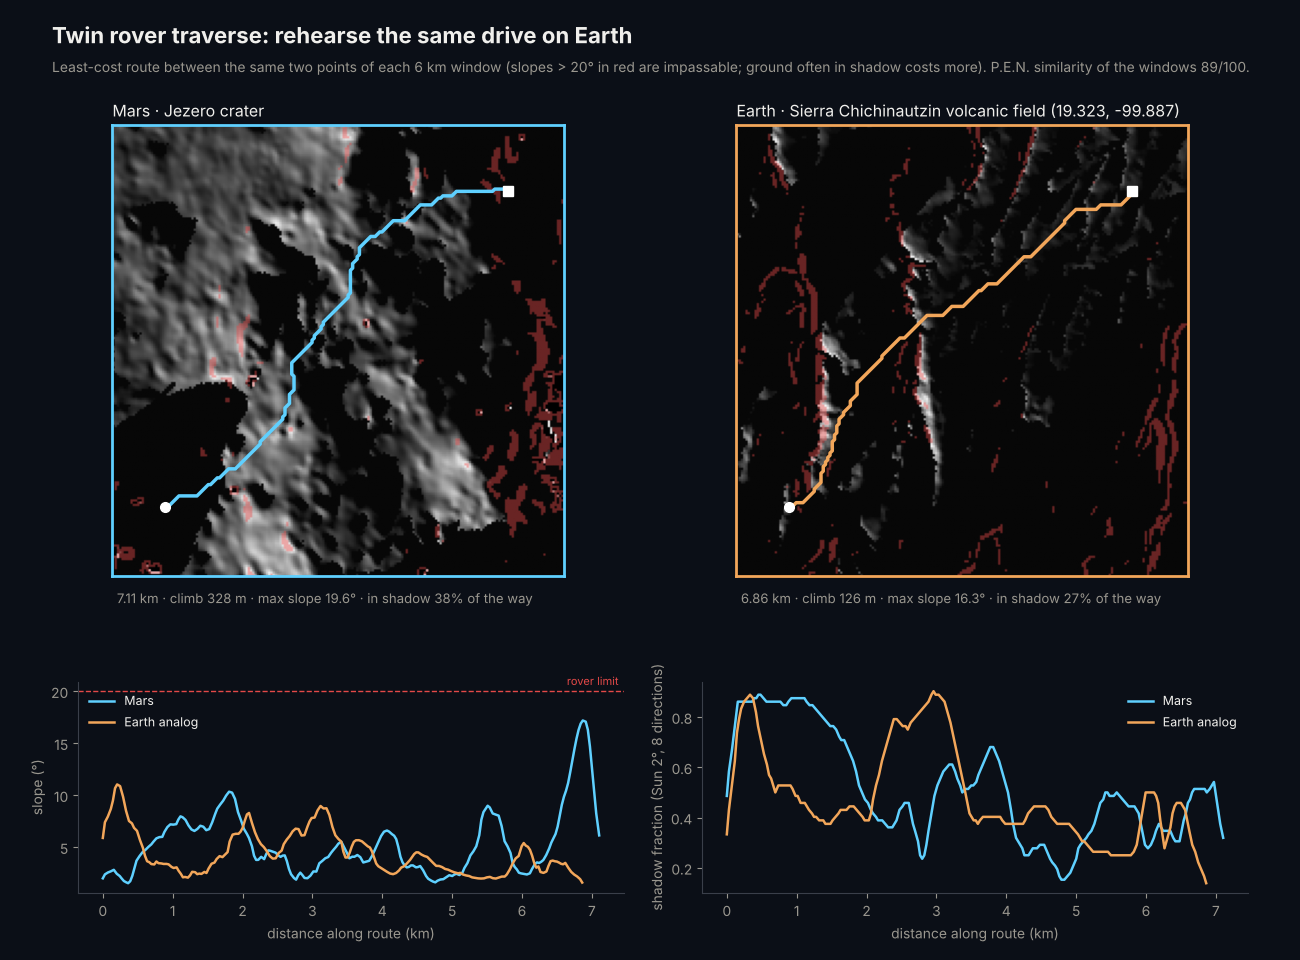 Twin rover traverse: rehearse the same drive on Earth
Least-cost route between the same two points of each 6 km window (slopes > 20° in red are impassable; ground often in shadow costs more). P.E.N. similarity of the windows 89/100.
Mars · Jezero crater
Earth · Sierra Chichinautzin volcanic field (19.323, -99.887)
7.11 km · climb 328 m · max slope 19.6° · in shadow 38% of the way
6.86 km · climb 126 m · max slope 16.3° · in shadow 27% of the way
rover limit
Mars
Earth analog
20
15
10
5
slope (°)
0 1 2 3 4 5 6 7
distance along route (km)
Mars
Earth analog
0.8
0.6
0.4
0.2
shadow fraction (Sun 2°, 8 directions)
0 1 2 3 4 5 6 7
distance along route (km)